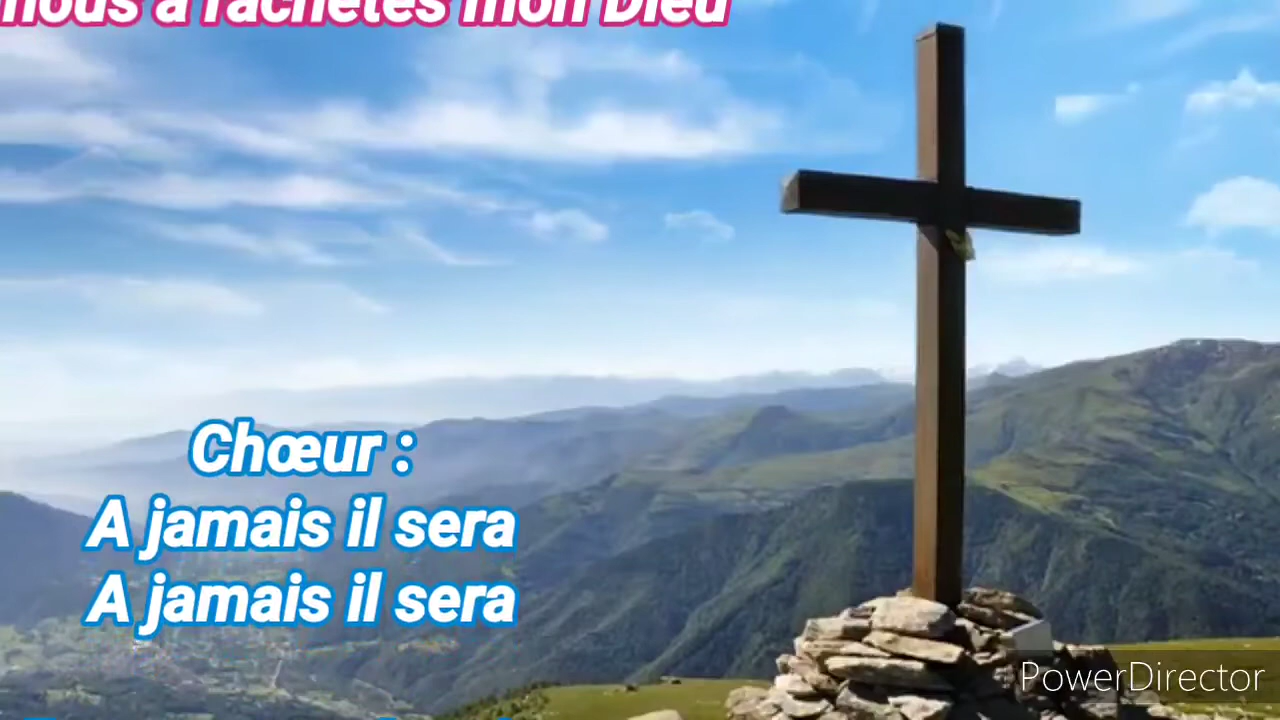 nous a rachetés mon Dieu
Chœur :
A jamais il sera
A jamais il sera
PowerDirector